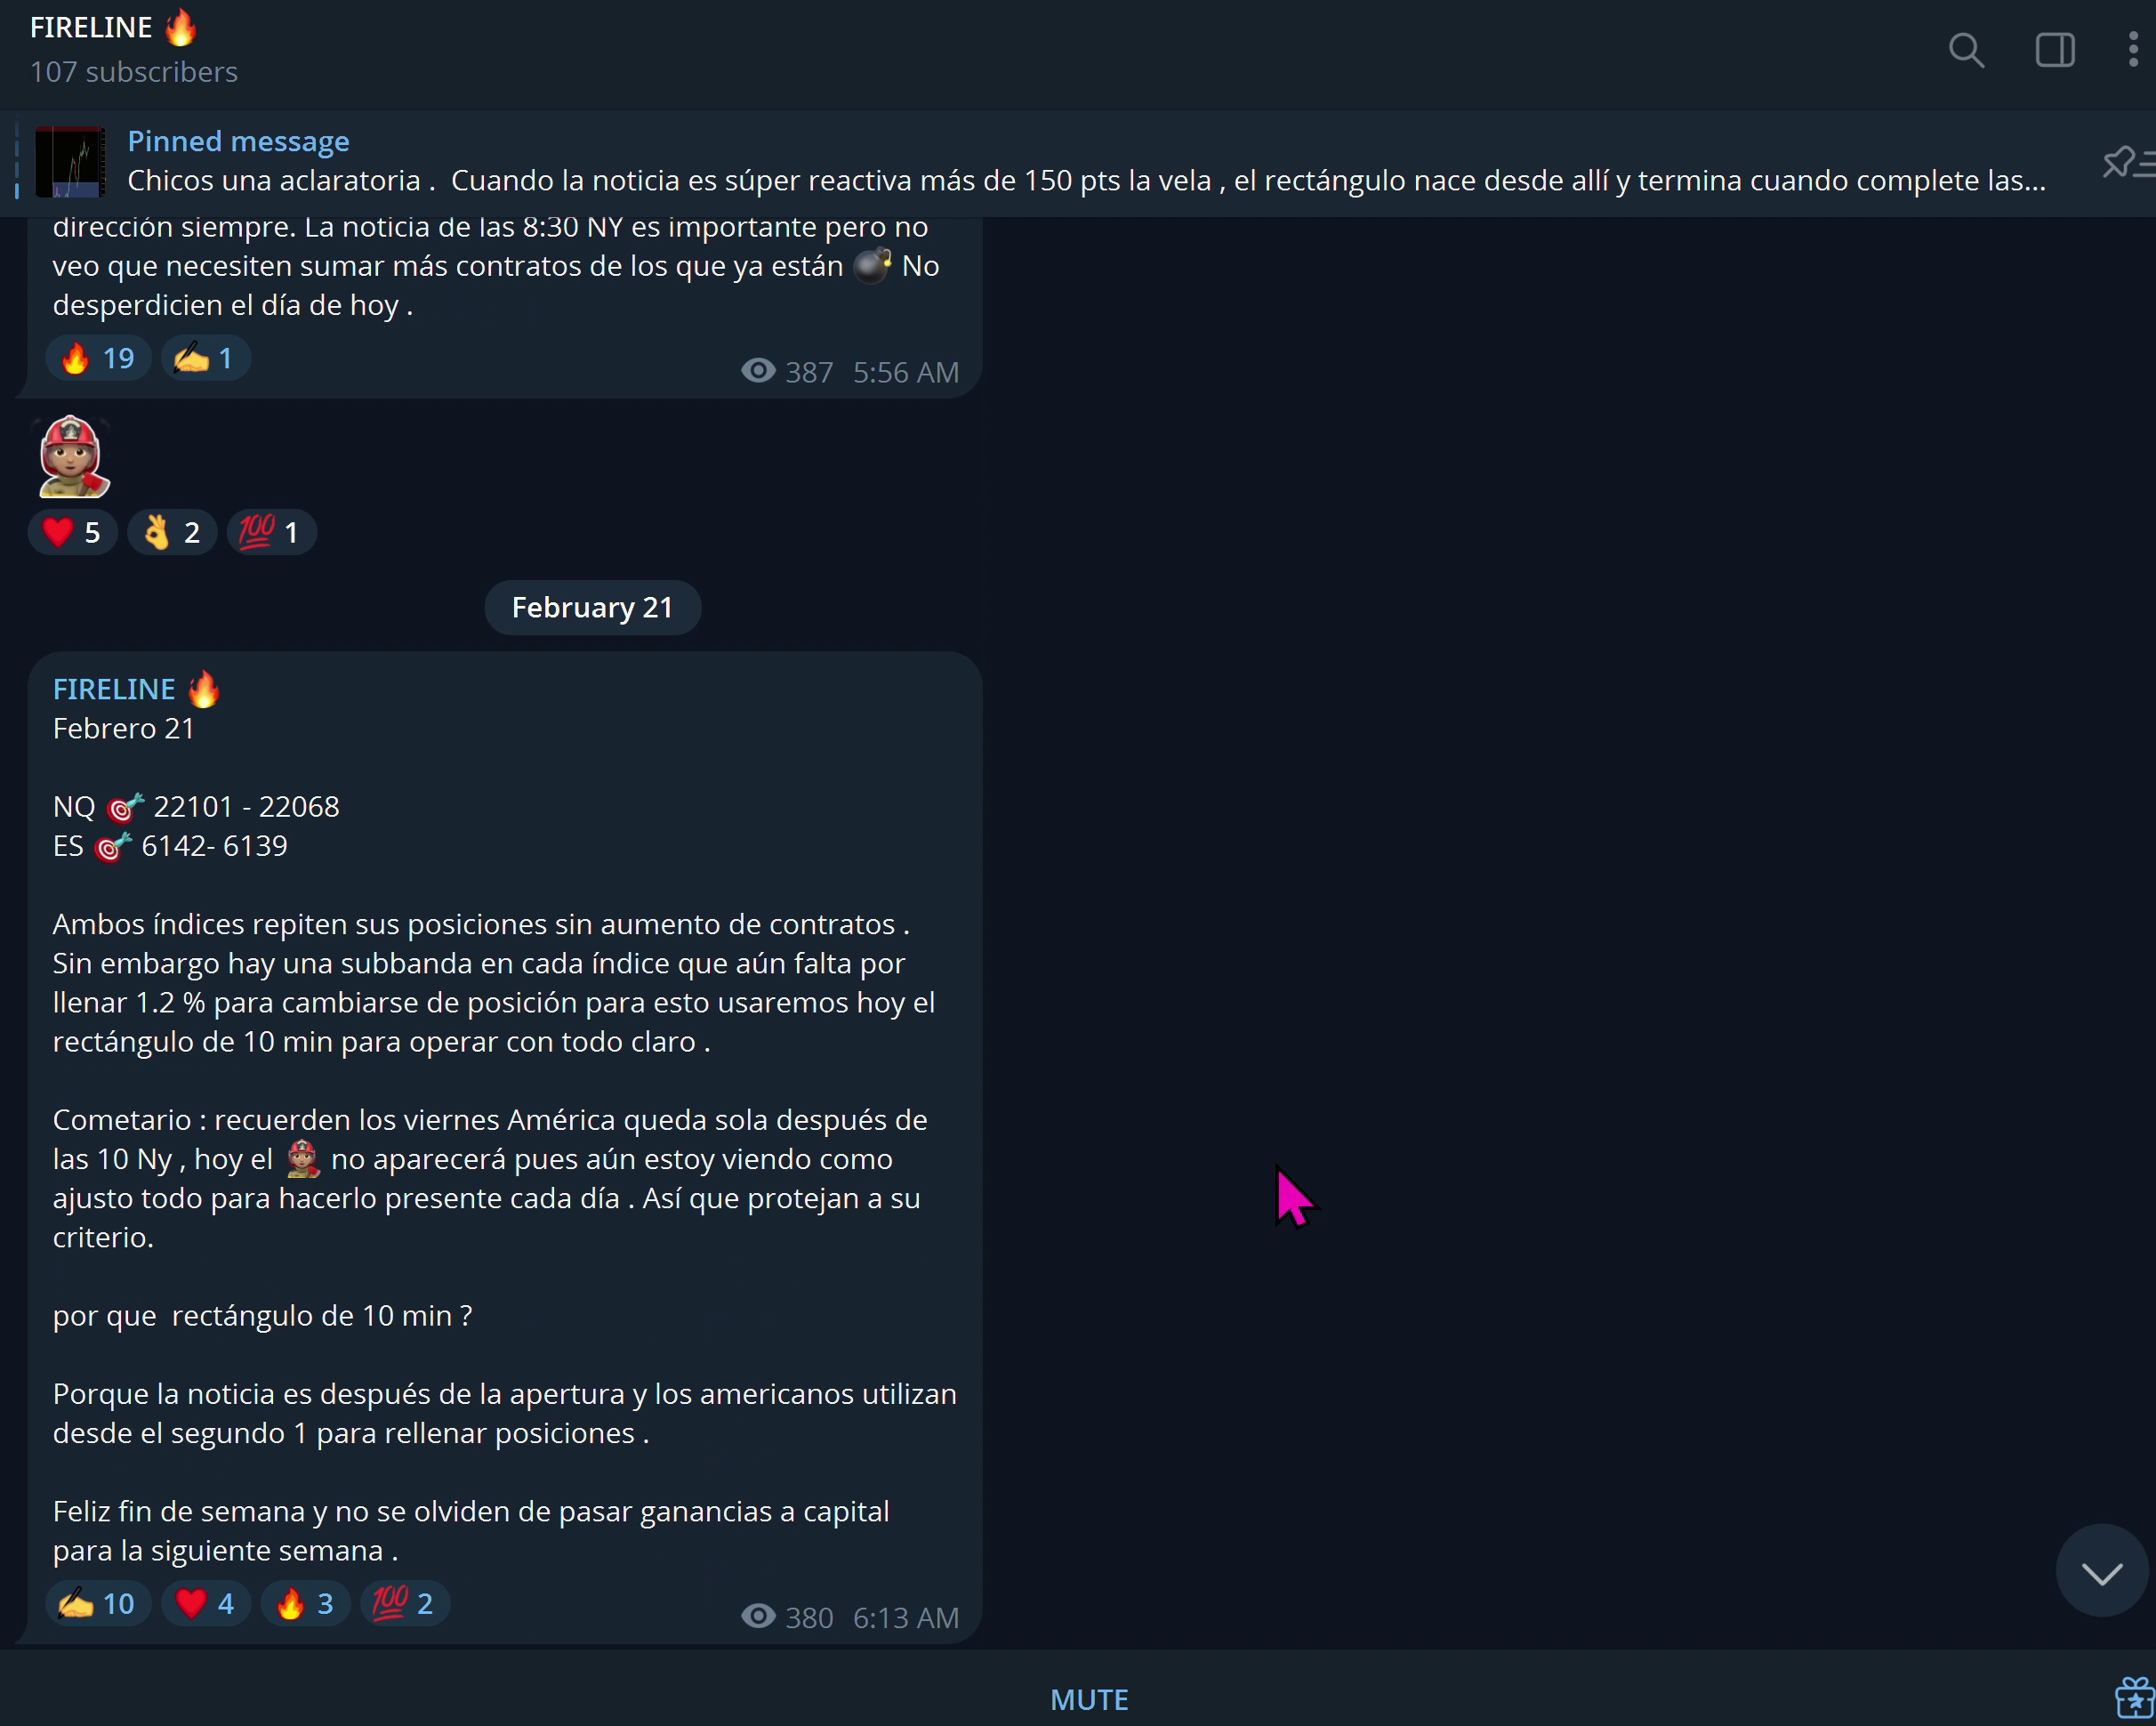 FIRELINE 🔥
107 subscribers
Pinned message
Chicos una aclaratoria .  Cuando la noticia es súper reactiva más de 150 pts la vela , el rectángulo nace desde allí y termina cuando complete las...
dirección siempre. La noticia de las 8:30 NY es importante pero no
veo que necesiten sumar más contratos de los que ya están 💣 No
desperdicien el día de hoy .
🔥 19 ✍️ 1
387 5:56 AM
❤️ 5 👌 2 💯 1
February 21
FIRELINE 🔥
Febrero 21
NQ 🎯 22101 - 22068
ES 🎯 6142- 6139
Ambos índices repiten sus posiciones sin aumento de contratos .
Sin embargo hay una subbanda en cada índice que aún falta por
llenar 1.2 % para cambiarse de posición para esto usaremos hoy el
rectángulo de 10 min para operar con todo claro .
Cometario : recuerden los viernes América queda sola después de
las 10 Ny , hoy el 🧑🏽‍🚒 no aparecerá pues aún estoy viendo como
ajusto todo para hacerlo presente cada día . Así que protejan a su
criterio.
por que  rectángulo de 10 min ?
Porque la noticia es después de la apertura y los americanos utilizan
desde el segundo 1 para rellenar posiciones .
Feliz fin de semana y no se olviden de pasar ganancias a capital
para la siguiente semana .
✍️ 10 ❤️ 4 🔥 3 💯 2
380 6:13 AM
MUTE